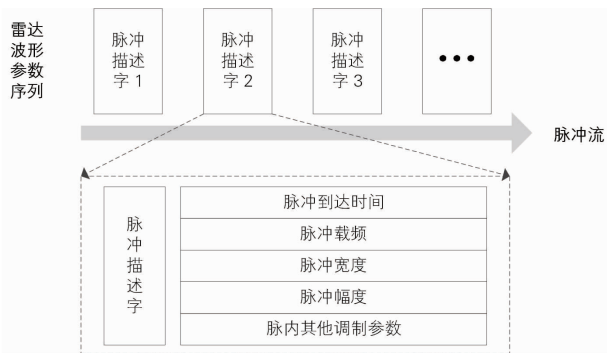 雷达
波形
参数
序列
脉冲
描述
字 1
脉冲
描述
字 2
脉冲
描述
字 3
•••
脉冲流
脉
冲
描
述
字
脉冲到达时间
脉冲载频
脉冲宽度
脉冲幅度
脉内其他调制参数